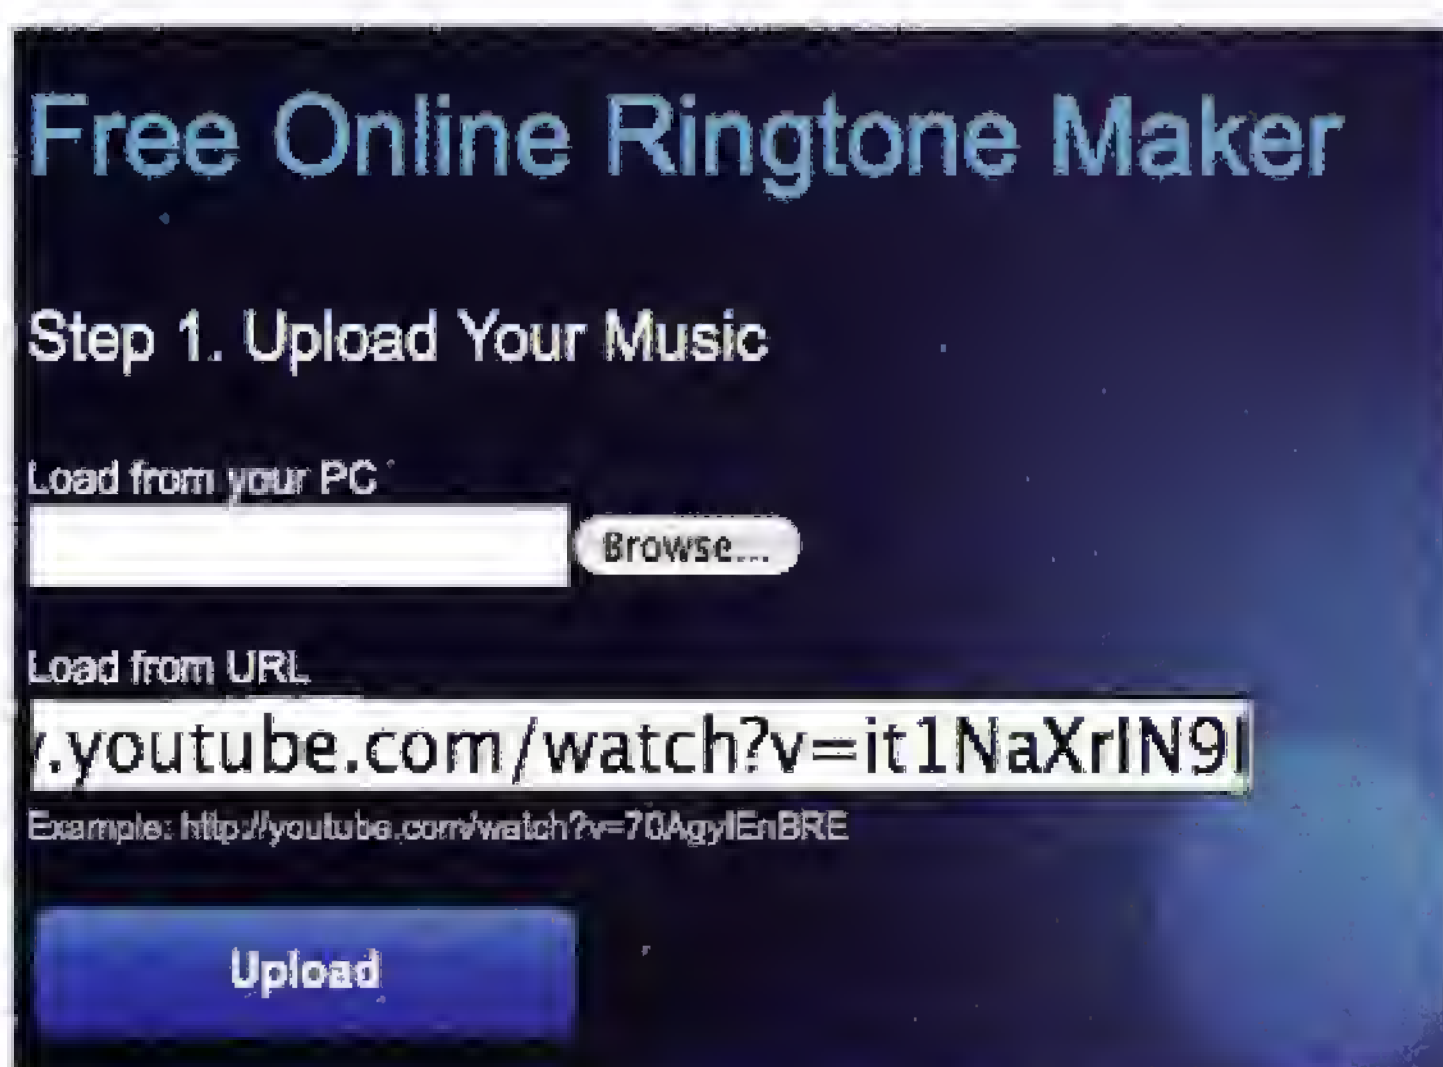 Free Online Ringtone Maker
Step 1. Upload Your Music
Load from your PC
Browse...
Load from URL
.youtube.com/watch?v=it1NaXrIN9I
Example: http://youtube.com/watch?v=70AgyIEnBRE
Upload